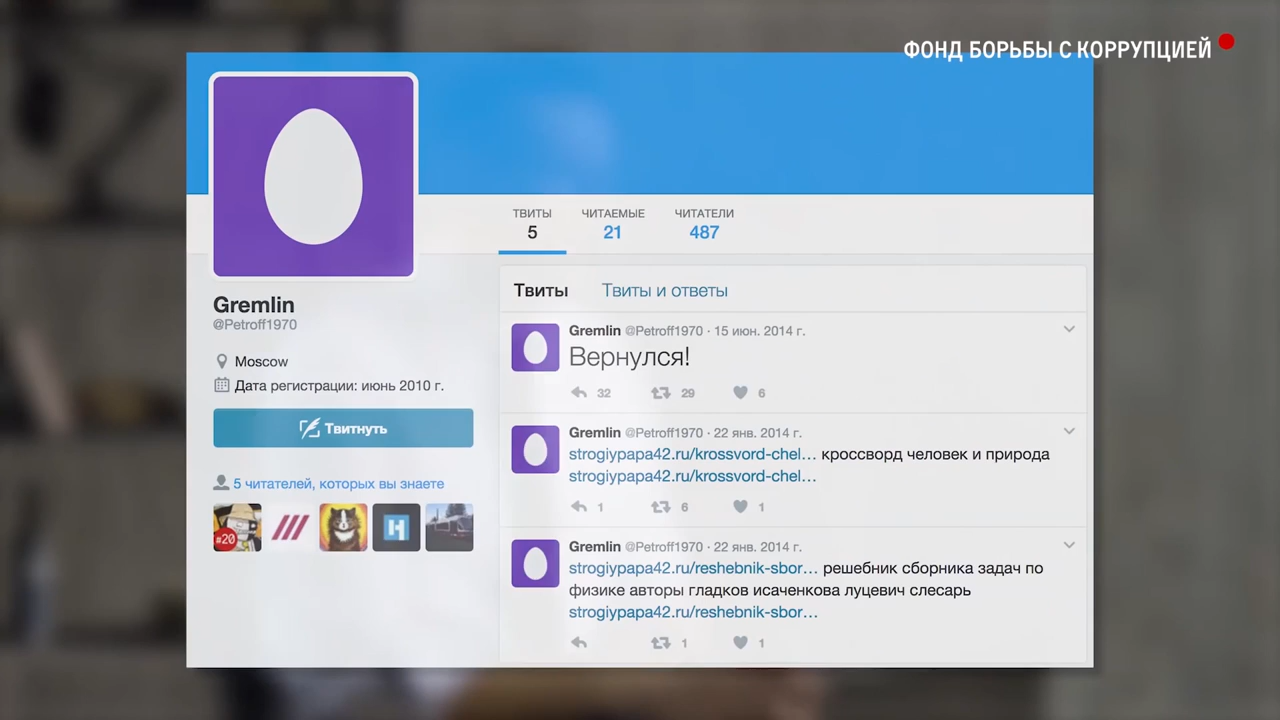 ФОНД БОРЬБЫ С КОРРУПЦИЕЙ
ТВИТЫ ЧИТАЕМЫЕ ЧИТАТЕЛИ
5 21 487
Gremlin
@Petroff1970
Moscow
Дата регистрации: июнь 2010 г.
Твитнуть
5 читателей, которых вы знаете
#20
Твиты Твиты и ответы
Gremlin @Petroff1970 · 15 июн. 2014 г.
Вернулся!
32 29 6
Gremlin @Petroff1970 · 22 янв. 2014 г.
strogiypapa42.ru/krossvord-chel… кроссворд человек и природа
strogiypapa42.ru/krossvord-chel…
1 6 1
Gremlin @Petroff1970 · 22 янв. 2014 г.
strogiypapa42.ru/reshebnik-sbor… решебник сборника задач по
физике авторы гладков исаченкова луцевич слесарь
strogiypapa42.ru/reshebnik-sbor…
1 1